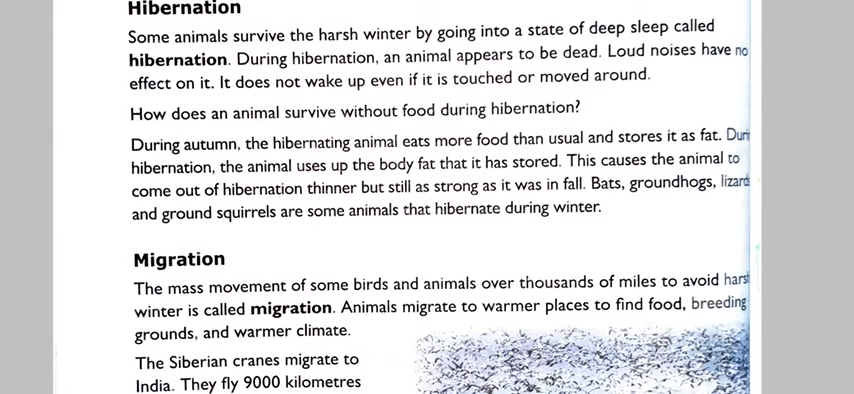 Hibernation
Some animals survive the harsh winter by going into a state of deep sleep called
hibernation. During hibernation, an animal appears to be dead. Loud noises have no
effect on it. It does not wake up even if it is touched or moved around.
How does an animal survive without food during hibernation?
During autumn, the hibernating animal eats more food than usual and stores it as fat. Duri
hibernation, the animal uses up the body fat that it has stored. This causes the animal to
come out of hibernation thinner but still as strong as it was in fall. Bats, groundhogs, lizard
and ground squirrels are some animals that hibernate during winter.
Migration
The mass movement of some birds and animals over thousands of miles to avoid hars
winter is called migration. Animals migrate to warmer places to find food, breeding
grounds, and warmer climate.
The Siberian cranes migrate to
India. They fly 9000 kilometres